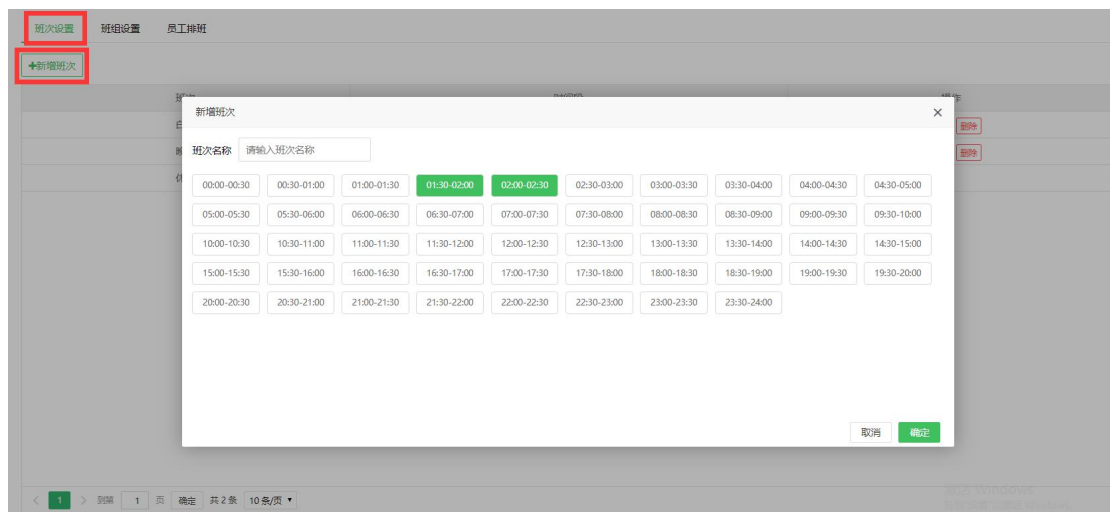 班次设置 班组设置 员工排班
+新增班次
新增班次 ×
删除
班次名称 请输入班次名称
删除
00:00-00:30 00:30-01:00 01:00-01:30 01:30-02:00 02:00-02:30 02:30-03:00 03:00-03:30 03:30-04:00 04:00-04:30 04:30-05:00
05:00-05:30 05:30-06:00 06:00-06:30 06:30-07:00 07:00-07:30 07:30-08:00 08:00-08:30 08:30-09:00 09:00-09:30 09:30-10:00
10:00-10:30 10:30-11:00 11:00-11:30 11:30-12:00 12:00-12:30 12:30-13:00 13:00-13:30 13:30-14:00 14:00-14:30 14:30-15:00
15:00-15:30 15:30-16:00 16:00-16:30 16:30-17:00 17:00-17:30 17:30-18:00 18:00-18:30 18:30-19:00 19:00-19:30 19:30-20:00
20:00-20:30 20:30-21:00 21:00-21:30 21:30-22:00 22:00-22:30 22:30-23:00 23:00-23:30 23:30-24:00
取消 确定
< 1 > 到第 1 页 确定 共 2 条 10 条/页
激活 Windows